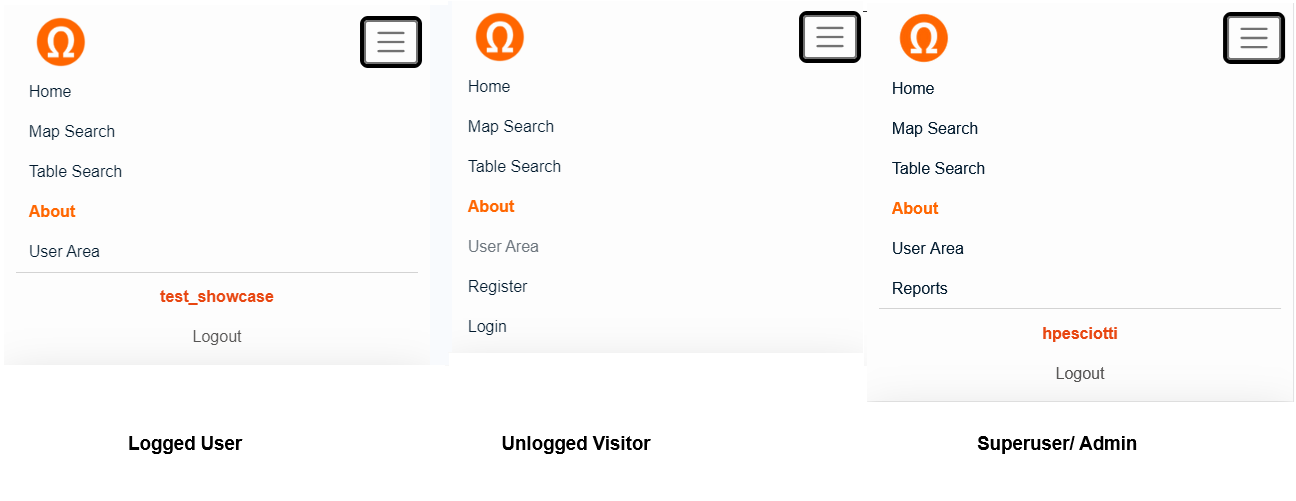 Ω
Home
Map Search
Table Search
About
User Area
test_showcase
Logout
Logged User
Ω
Home
Map Search
Table Search
About
User Area
Register
Login
Unlogged Visitor
Ω
Home
Map Search
Table Search
About
User Area
Reports
hpesciotti
Logout
Superuser/ Admin